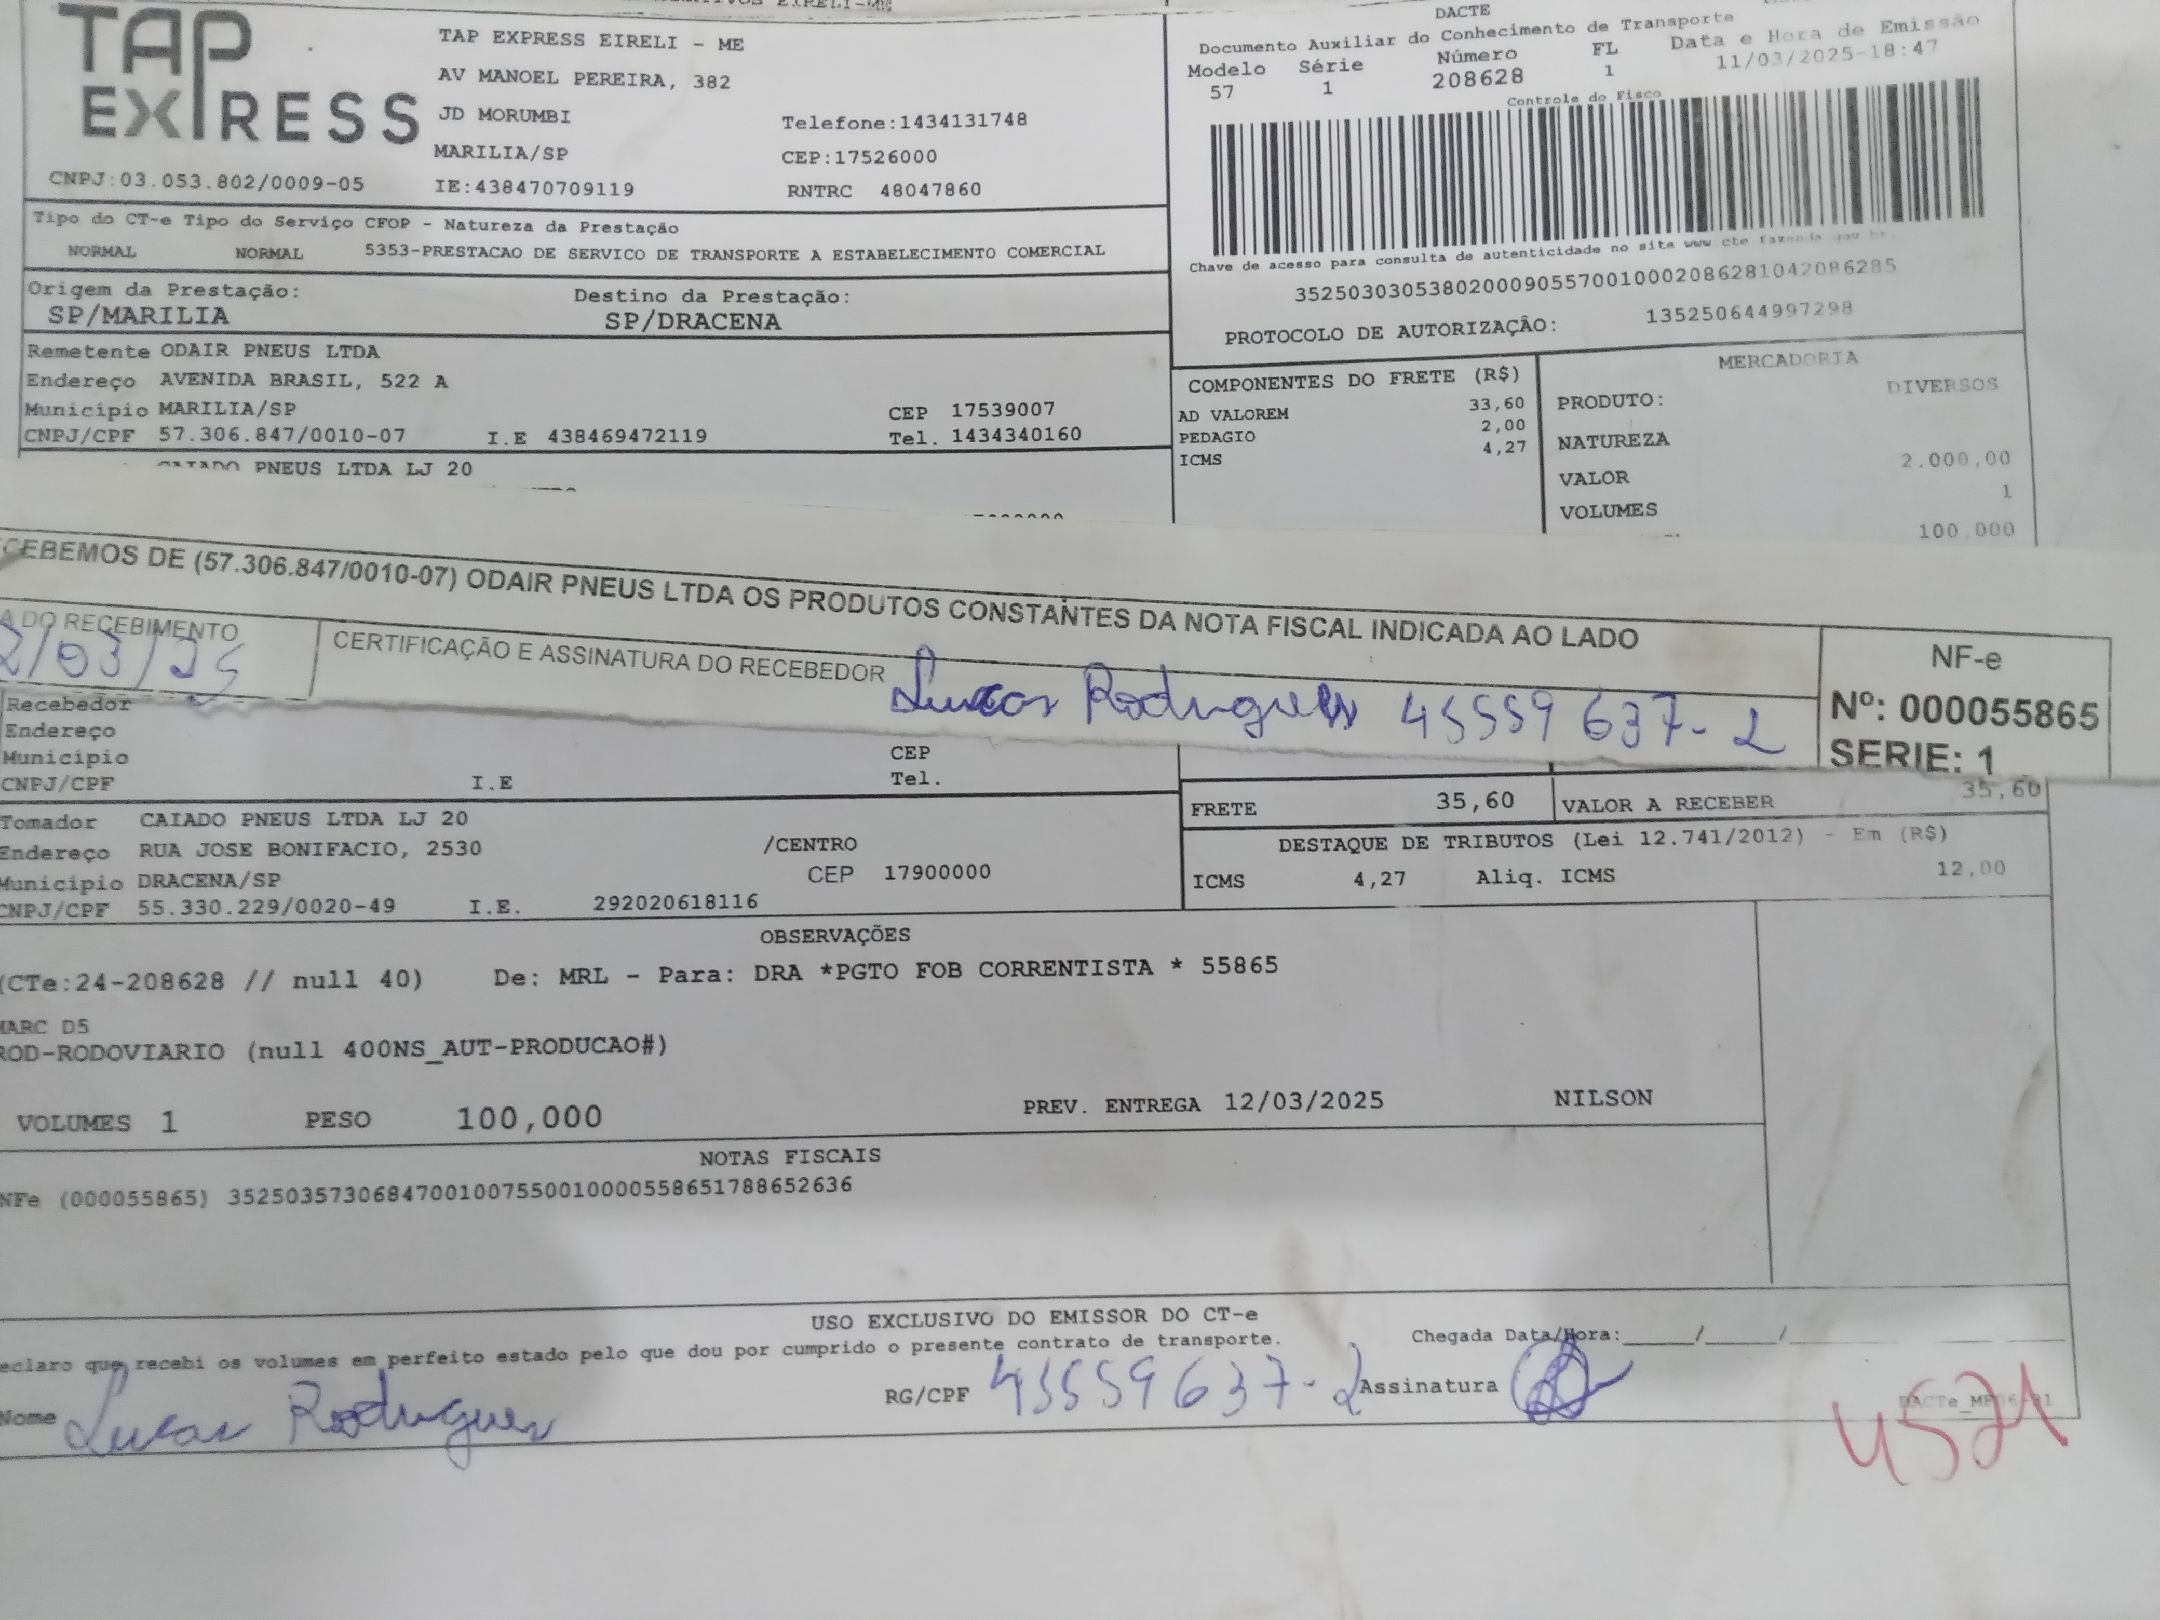 TAP EXPRESS
TAP EXPRESS EIRELI - ME
AV MANOEL PEREIRA, 382
JD MORUMBI
Telefone:1434131748
MARILIA/SP
CEP:17526000
CNPJ:03.053.802/0009-05
IE:438470709119
RNTRC 48047860
DACTE
Documento Auxiliar do Conhecimento de Transporte
Modelo Série Número FL Data e Hora de Emissão
57 1 208628 1 11/03/2025-18:47
Controle do Fisco
Chave de acesso para consulta de autenticidade no site www.cte.fazenda.gov.br.
35250303053802000905570010002086281042086285
PROTOCOLO DE AUTORIZAÇÃO: 135250644997298
Tipo do CT-e Tipo do Serviço CFOP - Natureza da Prestação
NORMAL NORMAL 5353-PRESTACAO DE SERVICO DE TRANSPORTE A ESTABELECIMENTO COMERCIAL
Origem da Prestação: Destino da Prestação:
SP/MARILIA SP/DRACENA
Remetente ODAIR PNEUS LTDA
Endereço AVENIDA BRASIL, 522 A
Município MARILIA/SP CEP 17539007
CNPJ/CPF 57.306.847/0010-07 I.E 438469472119 Tel. 1434340160
CAIADO PNEUS LTDA LJ 20
COMPONENTES DO FRETE (R$)
AD VALOREM 33,60
PEDAGIO 2,00
ICMS 4,27
MERCADORIA
PRODUTO: DIVERSOS
NATUREZA
VALOR 2.000,00
VOLUMES 1
100,000
CEBEMOS DE (57.306.847/0010-07) ODAIR PNEUS LTDA OS PRODUTOS CONSTANTES DA NOTA FISCAL INDICADA AO LADO
A DO RECEBIMENTO
2/03/25
CERTIFICAÇÃO E ASSINATURA DO RECEBEDOR
Lucas Rodrigues 45559637-2
NF-e
Nº: 000055865
SERIE: 1
Recebedor
Endereço
Município CEP
CNPJ/CPF I.E Tel.
FRETE 35,60 VALOR A RECEBER 35,60
Tomador CAIADO PNEUS LTDA LJ 20
Endereço RUA JOSE BONIFACIO, 2530 /CENTRO
Município DRACENA/SP CEP 17900000
CNPJ/CPF 55.330.229/0020-49 I.E. 292020618116
DESTAQUE DE TRIBUTOS (Lei 12.741/2012) - Em (R$)
ICMS 4,27 Aliq. ICMS 12,00
OBSERVAÇÕES
(CTe:24-208628 // null 40) De: MRL - Para: DRA *PGTO FOB CORRENTISTA * 55865
MARC D5
ROD-RODOVIARIO (null 400NS_AUT-PRODUCAO#)
VOLUMES 1 PESO 100,000 PREV. ENTREGA 12/03/2025 NILSON
NOTAS FISCAIS
NFe (000055865) 35250357306847001007550010000558651788652636
USO EXCLUSIVO DO EMISSOR DO CT-e
eclaro que recebi os volumes em perfeito estado pelo que dou por cumprido o presente contrato de transporte.
Chegada Data/Hora:____/____/________
Nome Lucas Rodrigues RG/CPF 45559637-2 Assinatura